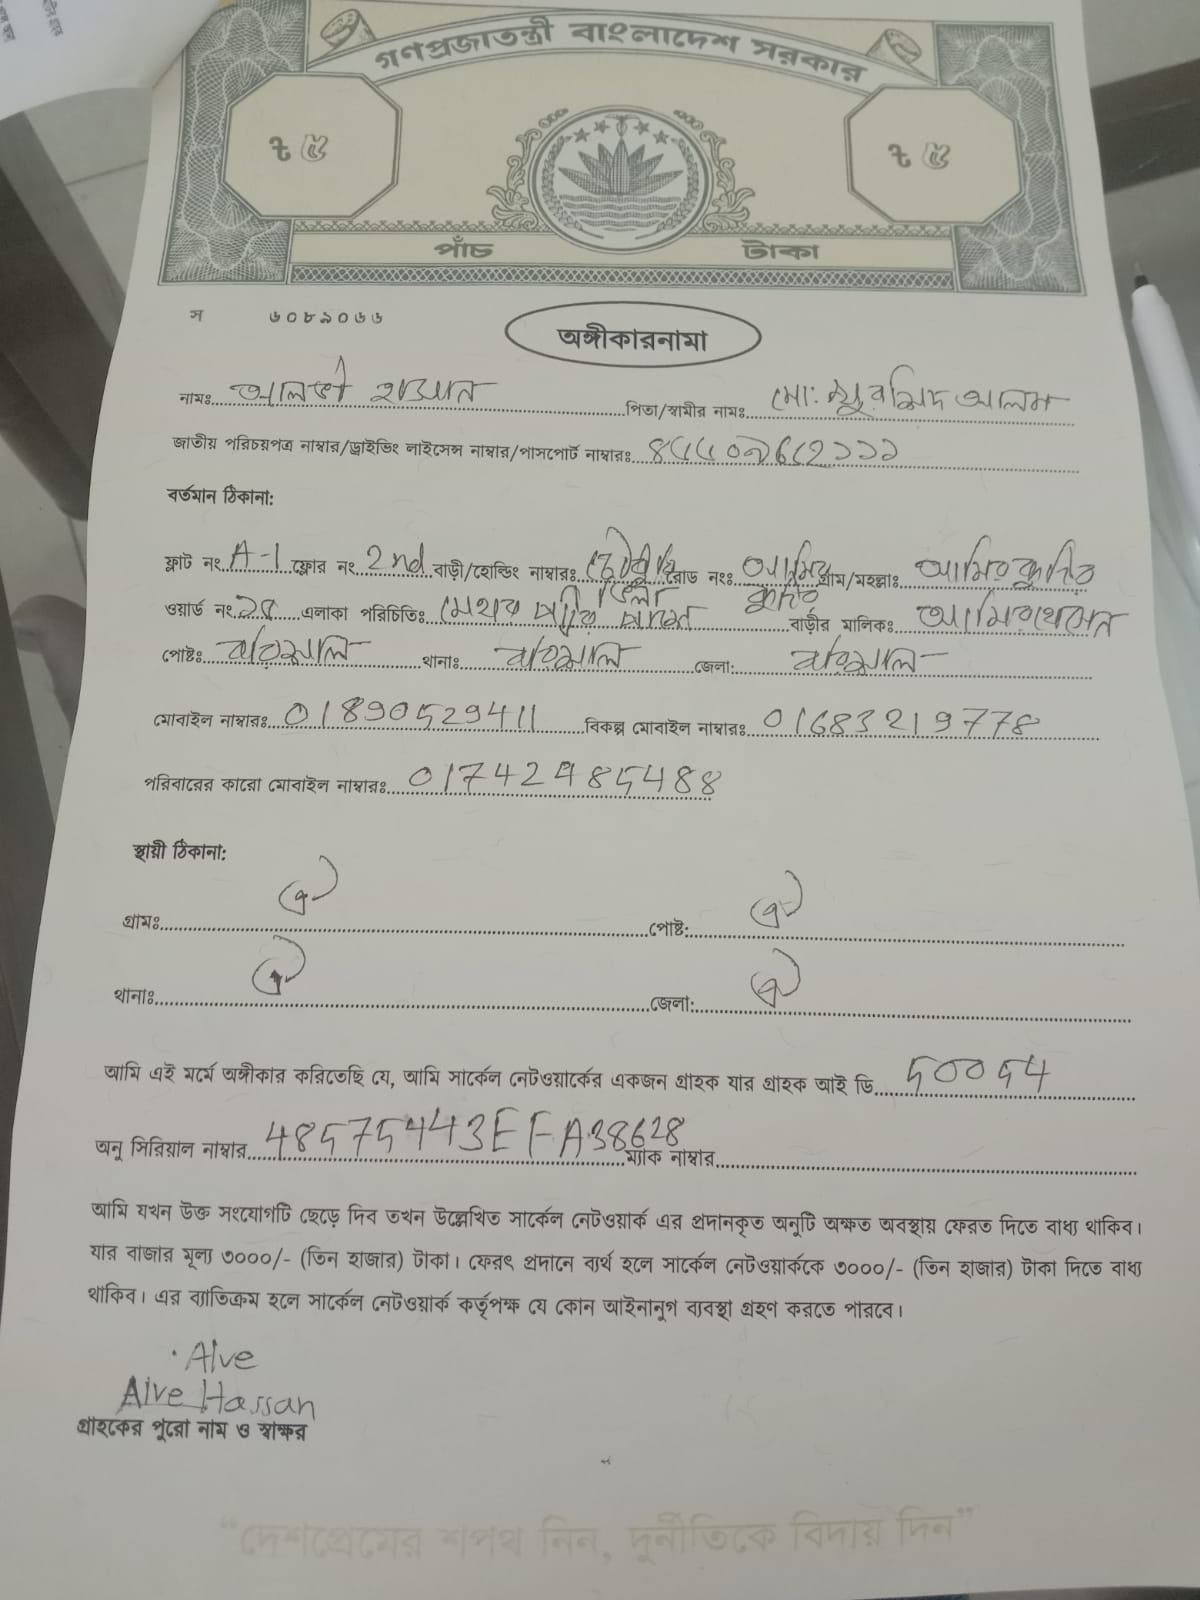 গণপ্রজাতন্ত্রী বাংলাদেশ সরকার
ট ৫ ট ৫
পাঁচ টাকা
স ৬০৮৯০৬৬
অঙ্গীকারনামা
নামঃ আলভী হাসান পিতা/স্বামীর নামঃ মো: খুরশিদ আলম
জাতীয় পরিচয়পত্র নাম্বার/ড্রাইভিং লাইসেন্স নাম্বার/পাসপোর্ট নাম্বারঃ
বর্তমান ঠিকানা:
ফ্লাট নং A-1 ফ্লোর নং 2nd বাড়ী/হোল্ডিং নাম্বারঃ চৌধুরী ভিলা রোড নং: আমির কুটির গ্রাম/মহল্লাঃ আমির কুটির
ওয়ার্ড নং এলাকা পরিচিতিঃ বাড়ীর মালিক:
পোষ্টঃ বরিশাল থানাঃ বরিশাল জেলা: বরিশাল
মোবাইল নাম্বারঃ 01890529411 বিকল্প মোবাইল নাম্বারঃ 01683219778
পরিবারের কারো মোবাইল নাম্বারঃ 01742985488
স্থায়ী ঠিকানা:
গ্রামঃ ঐ পোষ্ট: ঐ
থানাঃ ঐ জেলা: ঐ
আমি এই মর্মে অঙ্গীকার করিতেছি যে, আমি সার্কেল নেটওয়ার্কের একজন গ্রাহক যার গ্রাহক আই ডি 50054
অনু সিরিয়াল নাম্বার 48575443EFA38628 ম্যাক নাম্বার
আমি যখন উক্ত সংযোগটি ছেড়ে দিব তখন উল্লেখিত সার্কেল নেটওয়ার্ক এর প্রদানকৃত অনুটি অক্ষত অবস্থায় ফেরত দিতে বাধ্য থাকিব।
যার বাজার মূল্য ৩০০০/- (তিন হাজার) টাকা। ফেরৎ প্রদানে ব্যর্থ হলে সার্কেল নেটওয়ার্ককে ৩০০০/- (তিন হাজার) টাকা দিতে বাধ্য
থাকিব। এর ব্যাতিক্রম হলে সার্কেল নেটওয়ার্ক কর্তৃপক্ষ যে কোন আইনানুগ ব্যবস্থা গ্রহণ করতে পারবে।
Alve
Alve Hassan
গ্রাহকের পুরো নাম ও স্বাক্ষর
“দেশপ্রেমের শপথ নিন, দুর্নীতিকে বিদায় দিন”